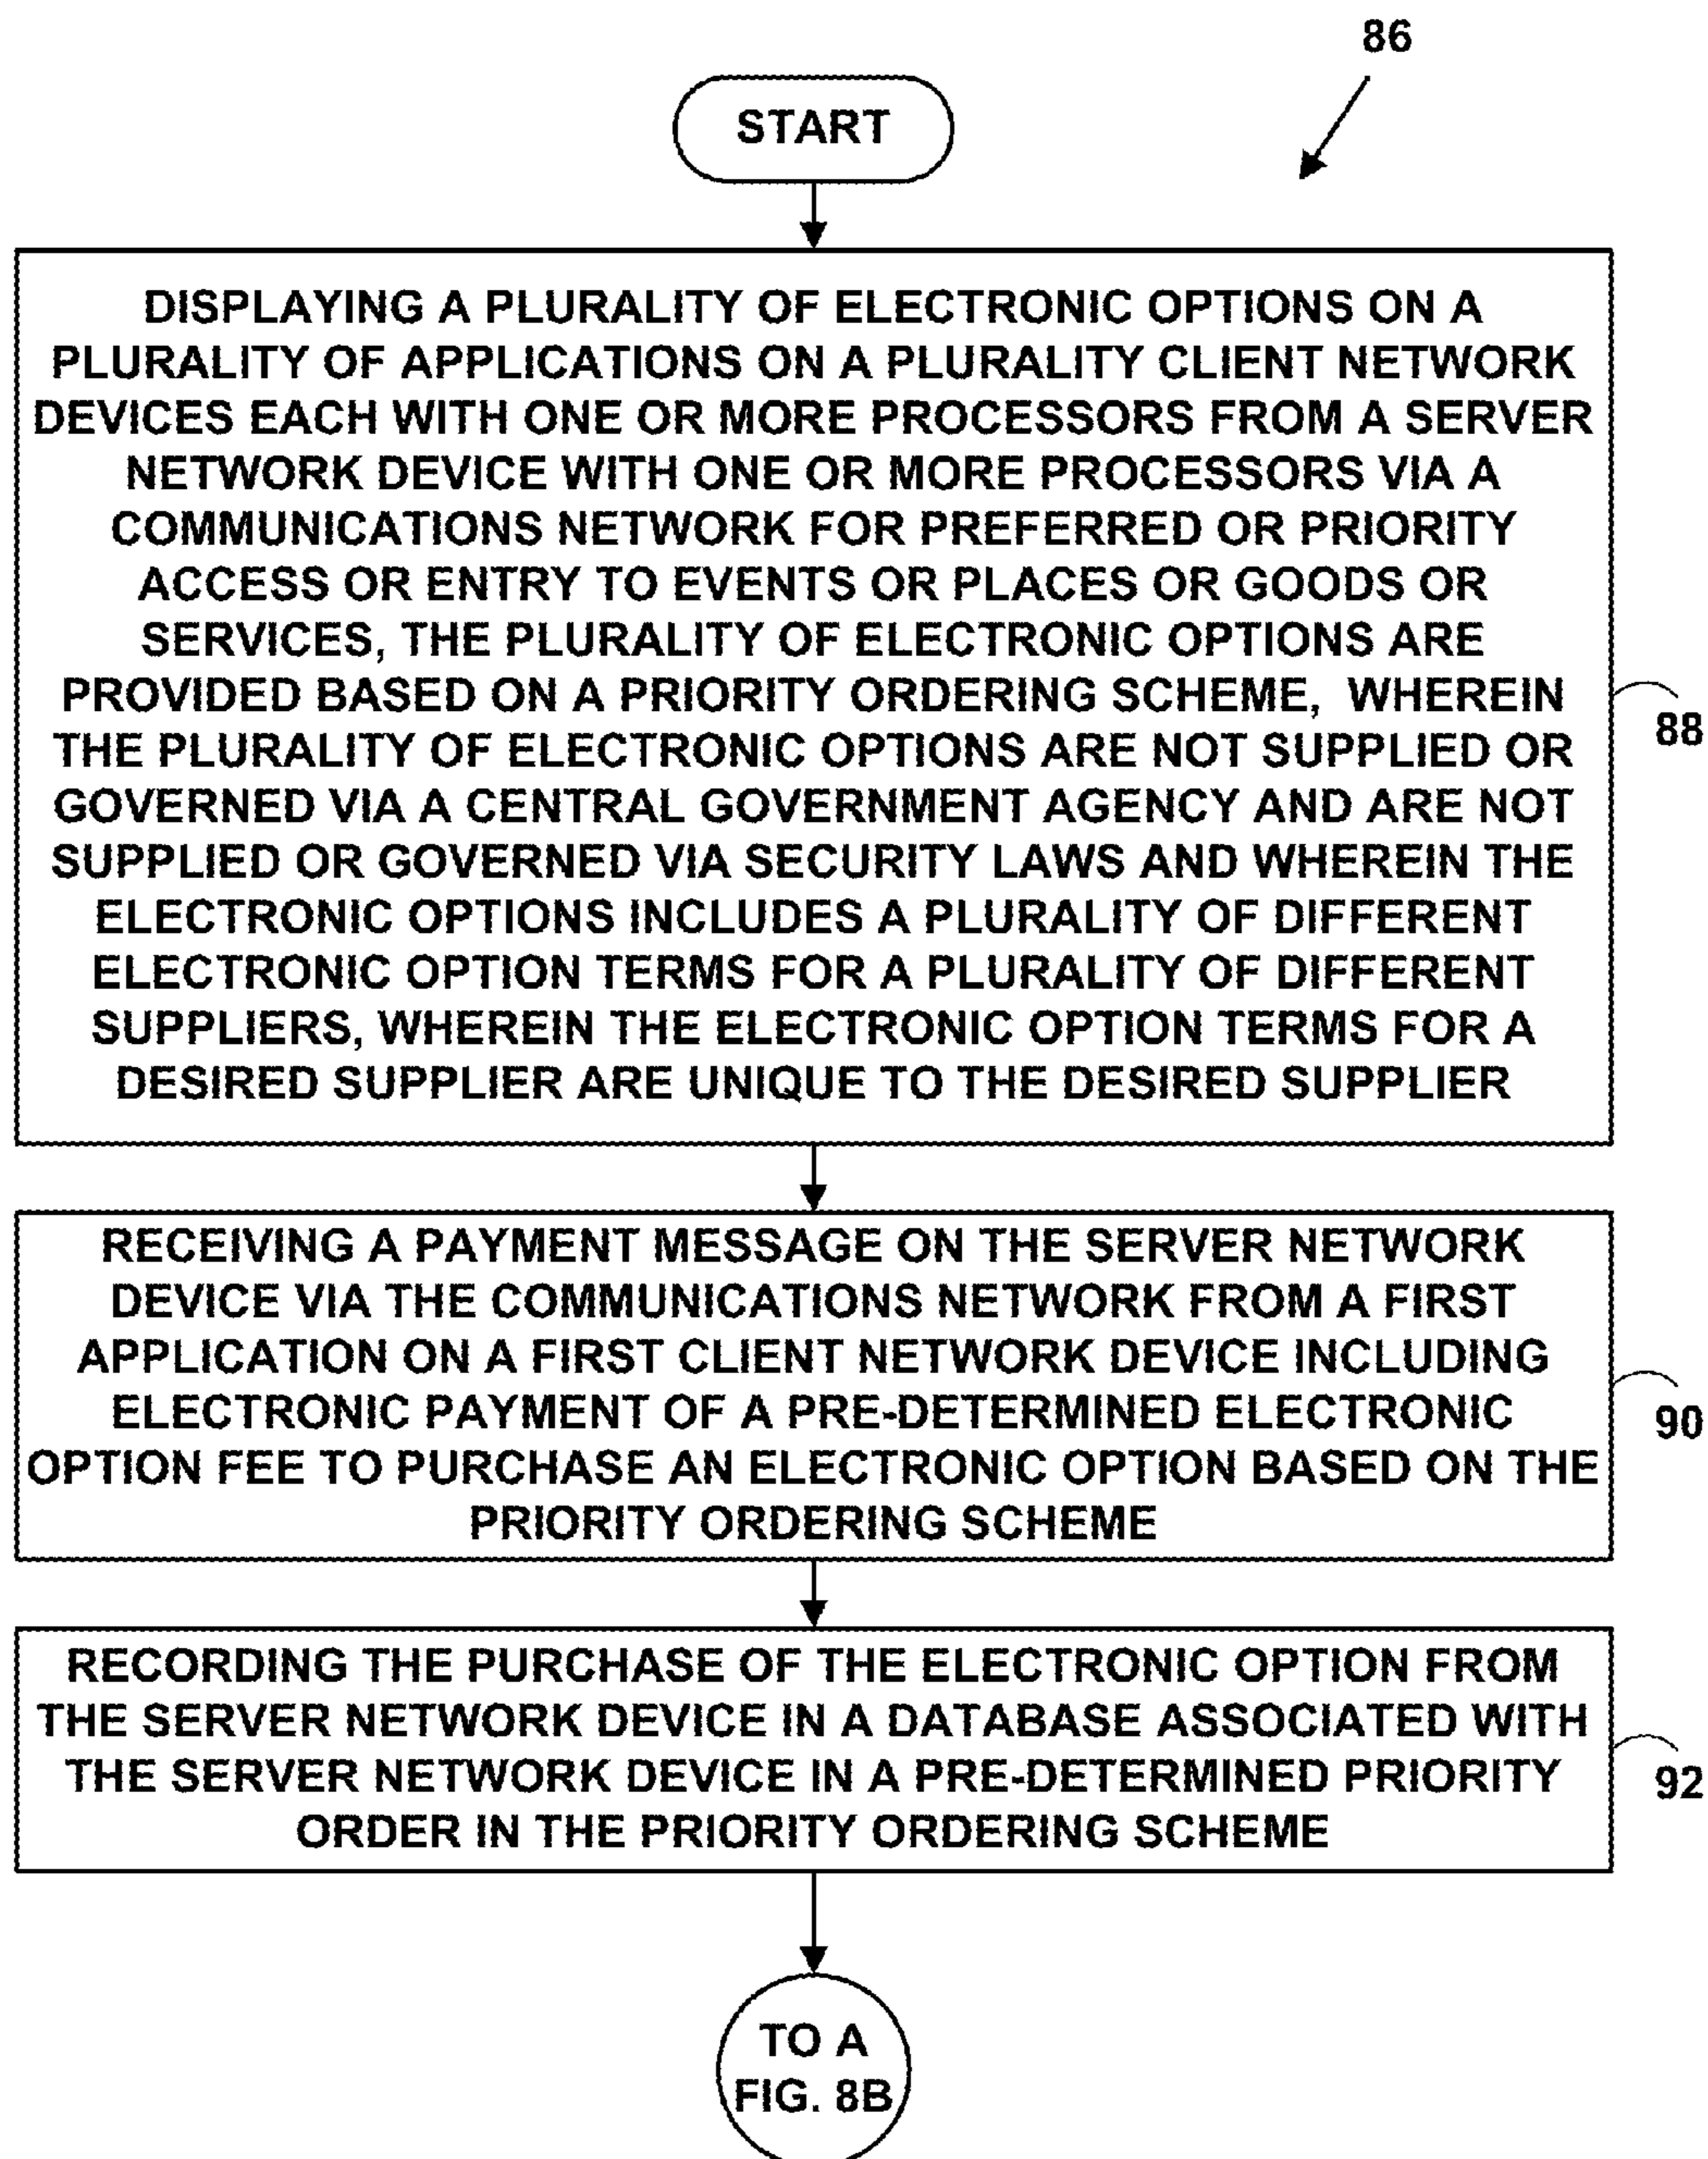 86
START
DISPLAYING A PLURALITY OF ELECTRONIC OPTIONS ON A
PLURALITY OF APPLICATIONS ON A PLURALITY CLIENT NETWORK
DEVICES EACH WITH ONE OR MORE PROCESSORS FROM A SERVER
NETWORK DEVICE WITH ONE OR MORE PROCESSORS VIA A
COMMUNICATIONS NETWORK FOR PREFERRED OR PRIORITY
ACCESS OR ENTRY TO EVENTS OR PLACES OR GOODS OR
SERVICES, THE PLURALITY OF ELECTRONIC OPTIONS ARE
PROVIDED BASED ON A PRIORITY ORDERING SCHEME, WHEREIN
THE PLURALITY OF ELECTRONIC OPTIONS ARE NOT SUPPLIED OR
GOVERNED VIA A CENTRAL GOVERNMENT AGENCY AND ARE NOT
SUPPLIED OR GOVERNED VIA SECURITY LAWS AND WHEREIN THE
ELECTRONIC OPTIONS INCLUDES A PLURALITY OF DIFFERENT
ELECTRONIC OPTION TERMS FOR A PLURALITY OF DIFFERENT
SUPPLIERS, WHEREIN THE ELECTRONIC OPTION TERMS FOR A
DESIRED SUPPLIER ARE UNIQUE TO THE DESIRED SUPPLIER
88
RECEIVING A PAYMENT MESSAGE ON THE SERVER NETWORK
DEVICE VIA THE COMMUNICATIONS NETWORK FROM A FIRST
APPLICATION ON A FIRST CLIENT NETWORK DEVICE INCLUDING
ELECTRONIC PAYMENT OF A PRE-DETERMINED ELECTRONIC
OPTION FEE TO PURCHASE AN ELECTRONIC OPTION BASED ON THE
PRIORITY ORDERING SCHEME
90
RECORDING THE PURCHASE OF THE ELECTRONIC OPTION FROM
THE SERVER NETWORK DEVICE IN A DATABASE ASSOCIATED WITH
THE SERVER NETWORK DEVICE IN A PRE-DETERMINED PRIORITY
ORDER IN THE PRIORITY ORDERING SCHEME
92
TO A
FIG. 8B